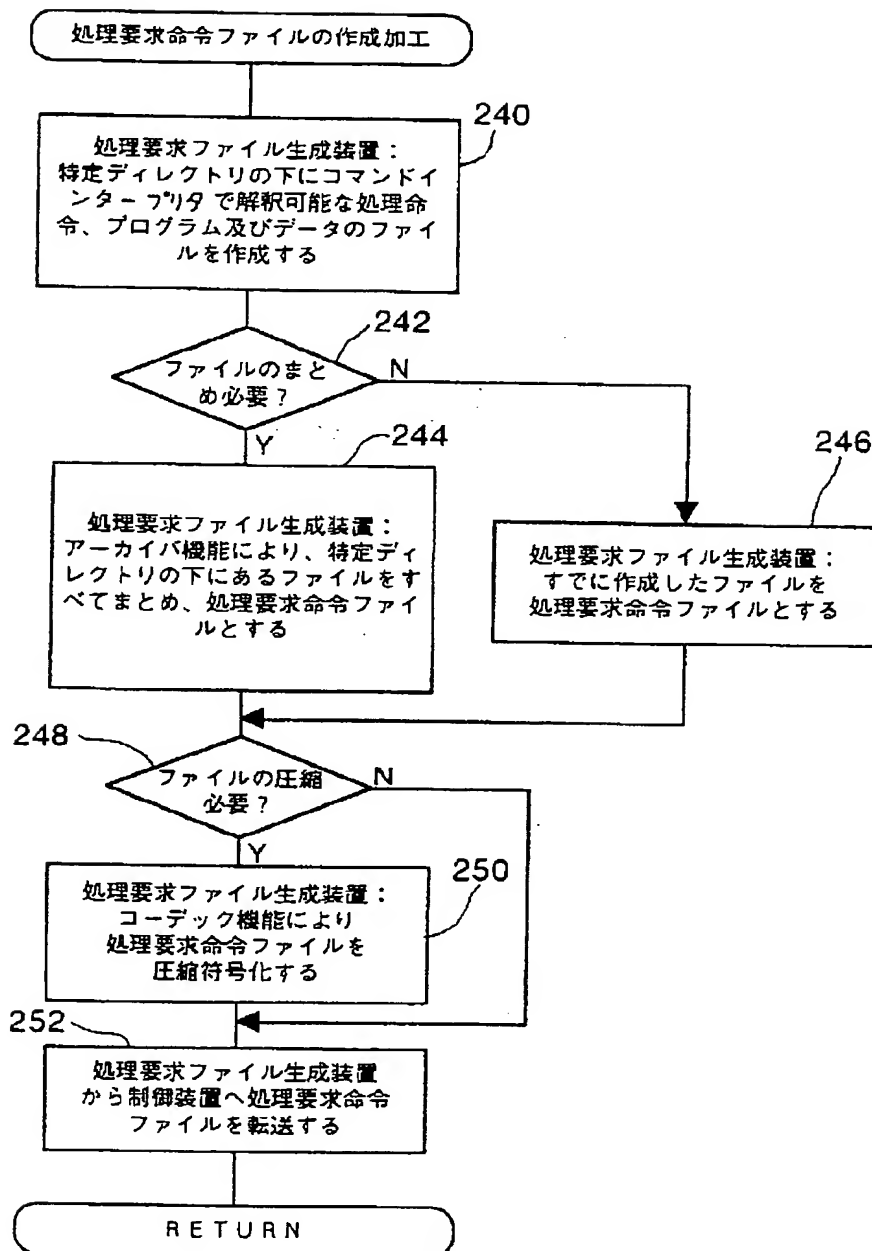 処理要求命令ファイルの作成加工
240
処理要求ファイル生成装置：
特定ディレクトリの下にコマンドイ
ンタープリタで解釈可能な処理命
令、プログラム及びデータのファイ
ルを作成する
242
ファイルのまと
め必要？
N
Y
244
処理要求ファイル生成装置：
アーカイバ機能により、特定ディ
レクトリの下にあるファイルをす
べてまとめ、処理要求命令ファイ
ルとする
246
処理要求ファイル生成装置：
すでに作成したファイルを
処理要求命令ファイルとする
248
ファイルの圧縮
必要？
N
Y
250
処理要求ファイル生成装置：
コーデック機能により
処理要求命令ファイルを
圧縮符号化する
252
処理要求ファイル生成装置
から制御装置へ処理要求命令
ファイルを転送する
RETURN